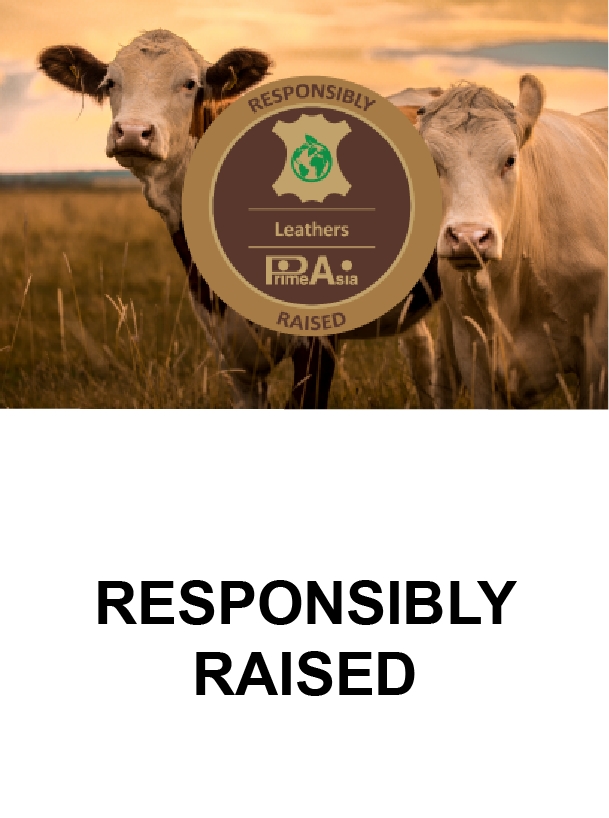 RESPONSIBLY
Leathers
PrimeAsia
RAISED
RESPONSIBLY
RAISED